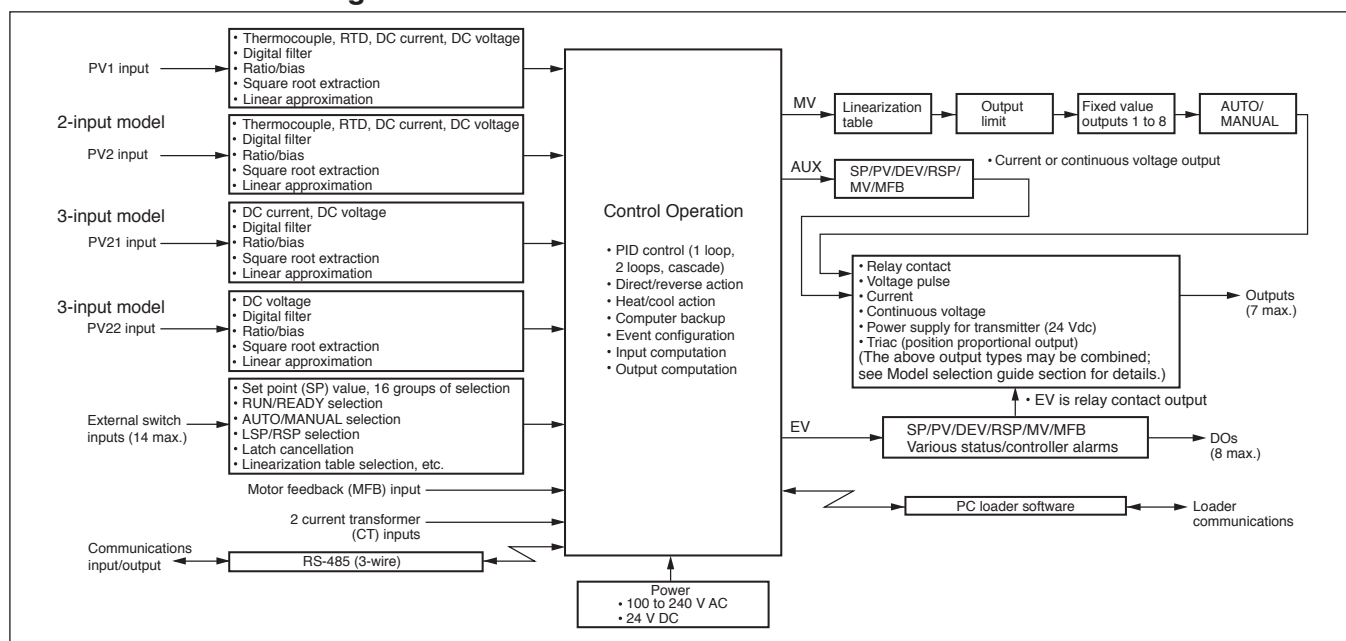 PV1 input
• Thermocouple, RTD, DC current, DC voltage
• Digital filter
• Ratio/bias
• Square root extraction
• Linear approximation
2-input model
PV2 input
• Thermocouple, RTD, DC current, DC voltage
• Digital filter
• Ratio/bias
• Square root extraction
• Linear approximation
3-input model
PV21 input
• DC current, DC voltage
• Digital filter
• Ratio/bias
• Square root extraction
• Linear approximation
3-input model
PV22 input
• DC voltage
• Digital filter
• Ratio/bias
• Square root extraction
• Linear approximation
External switch
inputs (14 max.)
• Set point (SP) value, 16 groups of selection
• RUN/READY selection
• AUTO/MANUAL selection
• LSP/RSP selection
• Latch cancellation
• Linearization table selection, etc.
Motor feedback (MFB) input
2 current transformer
(CT) inputs
Communications
input/output
RS-485 (3-wire)
Control Operation
• PID control (1 loop,
2 loops, cascade)
• Direct/reverse action
• Heat/cool action
• Computer backup
• Event configuration
• Input computation
• Output computation
Power
• 100 to 240 V AC
• 24 V DC
MV
Linearization
table
Output
limit
Fixed value
outputs 1 to 8
AUTO/
MANUAL
AUX
SP/PV/DEV/RSP/
MV/MFB
• Current or continuous voltage output
• Relay contact
• Voltage pulse
• Current
• Continuous voltage
• Power supply for transmitter (24 Vdc)
• Triac (position proportional output)
(The above output types may be combined;
see Model selection guide section for details.)
Outputs
(7 max.)
• EV is relay contact output
EV
SP/PV/DEV/RSP/MV/MFB
Various status/controller alarms
DOs
(8 max.)
PC loader software
Loader
communications